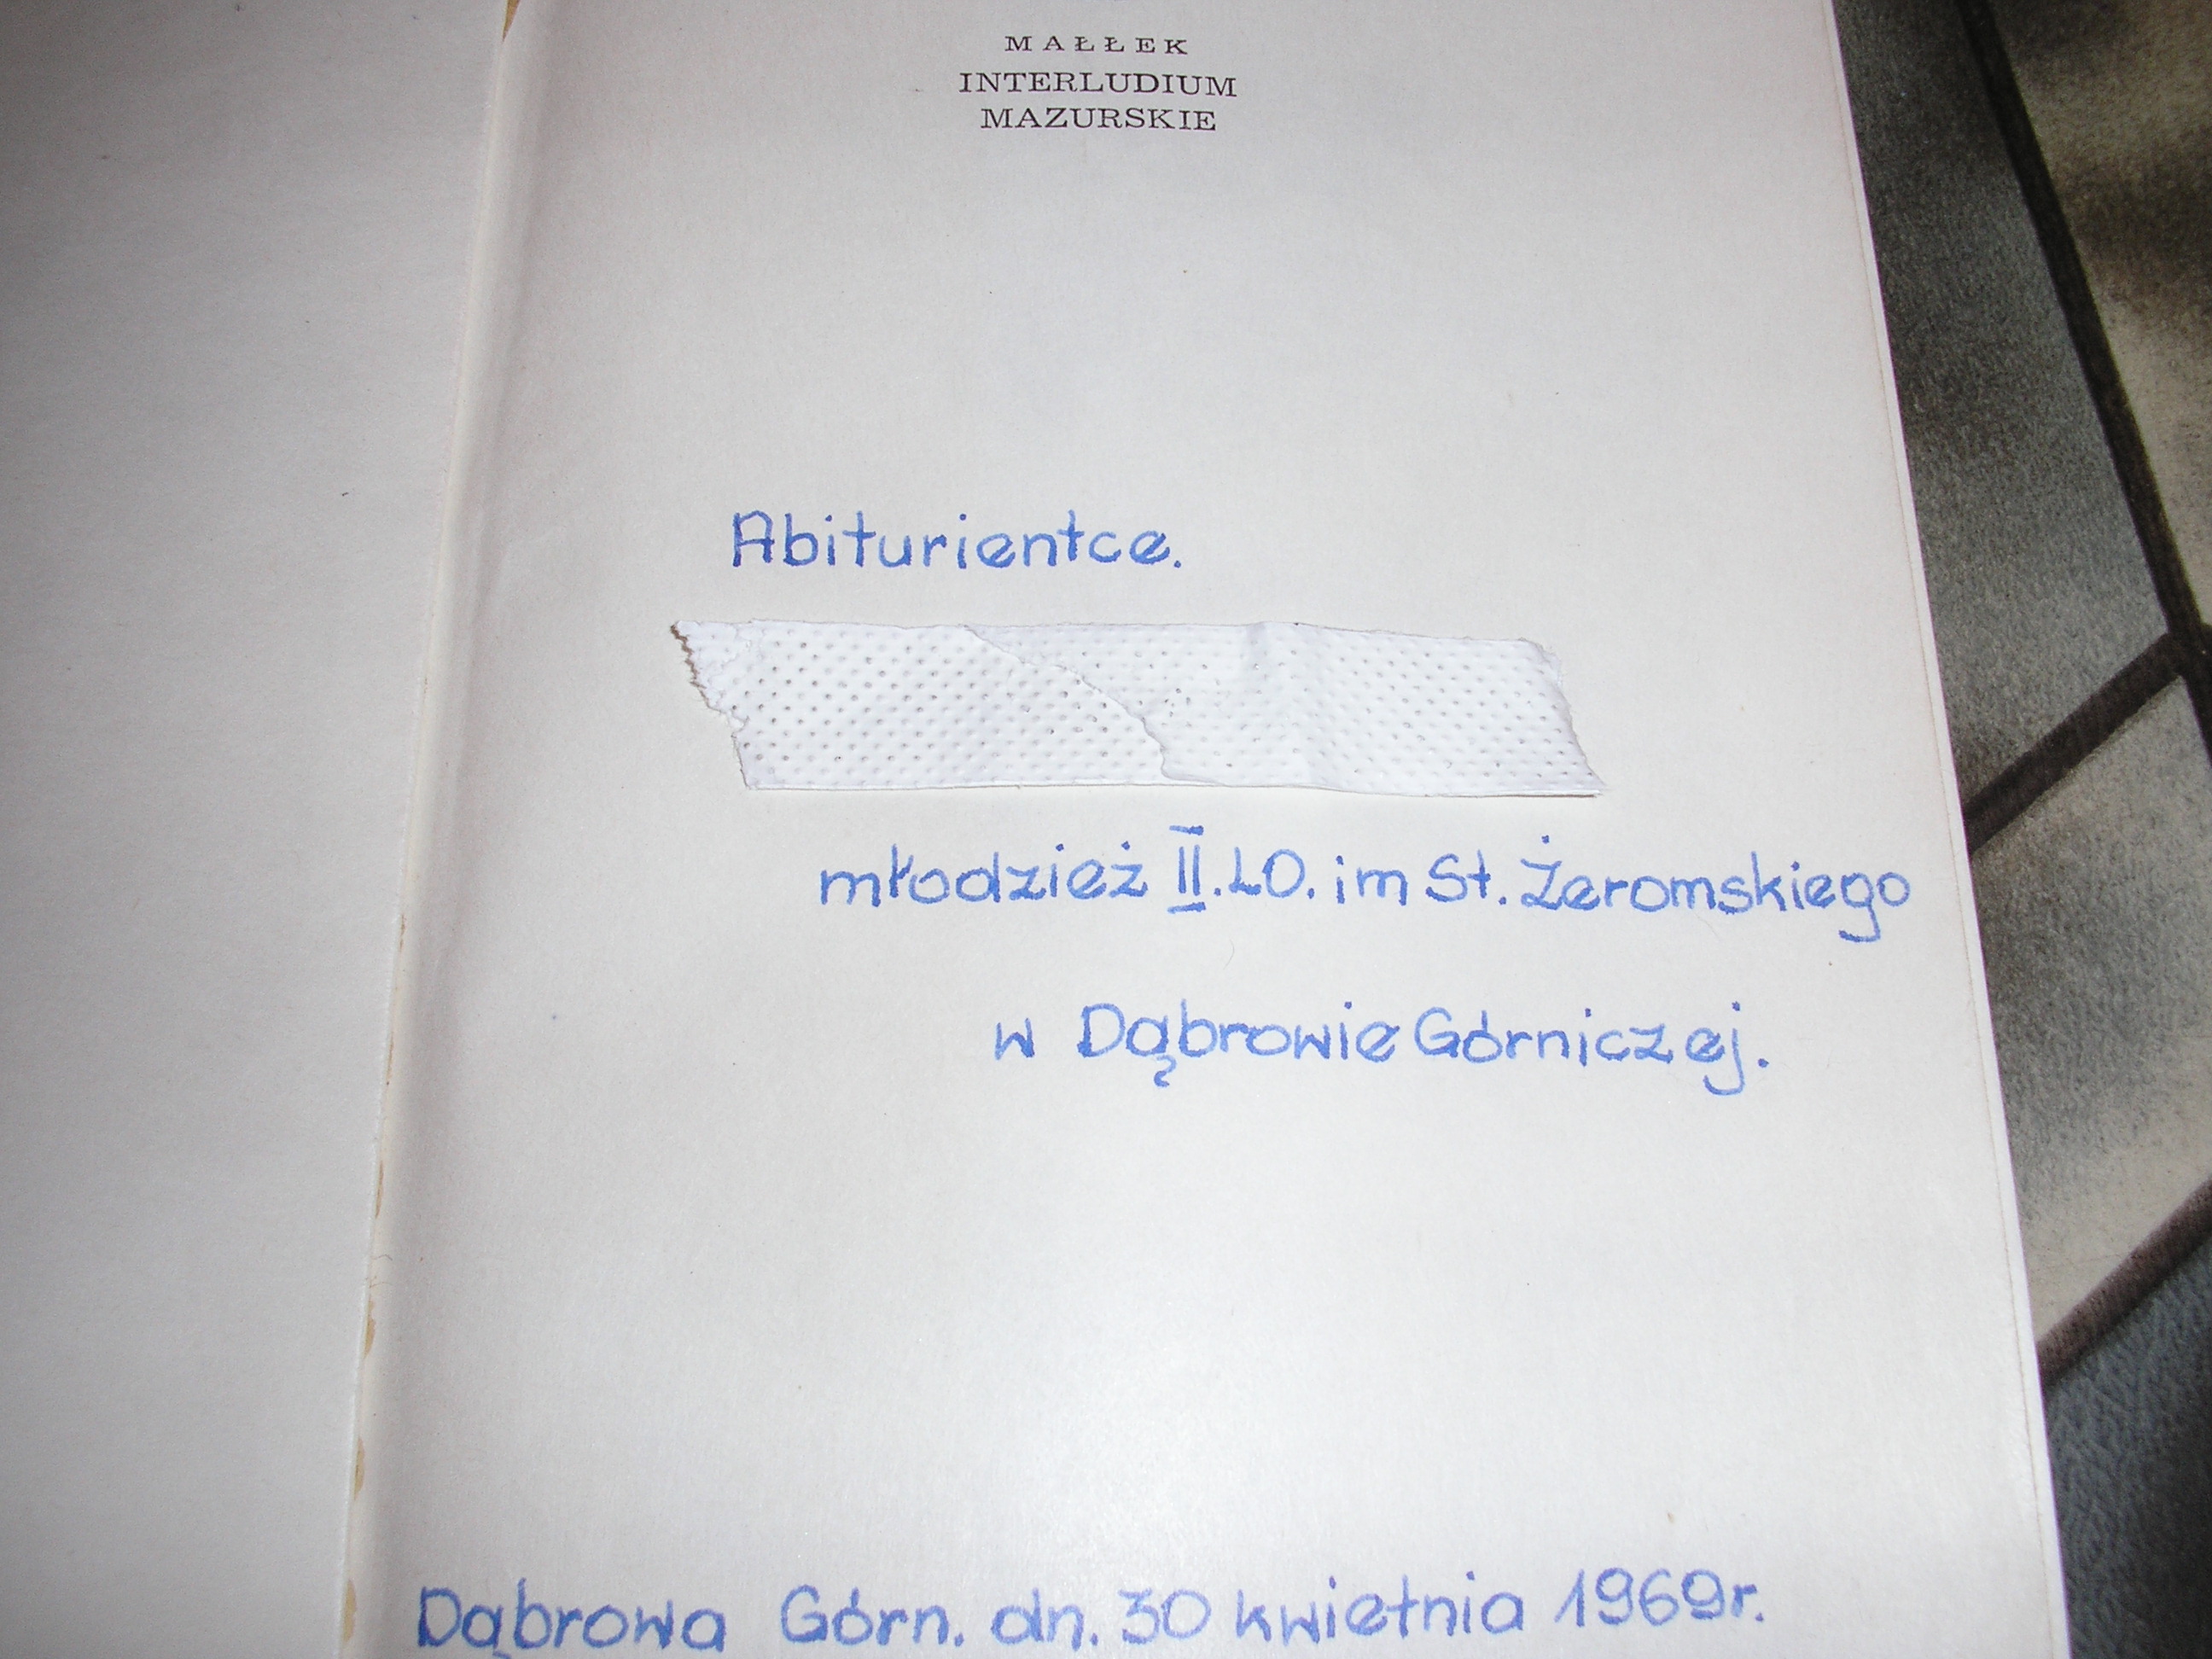 MAŁŁEK
INTERLUDIUM
MAZURSKIE
Abiturientce.
młodzież II.LO. im St. Żeromskiego
w Dąbrowie Górniczej.
Dąbrowa Górn. dn. 30 kwietnia 1969r.